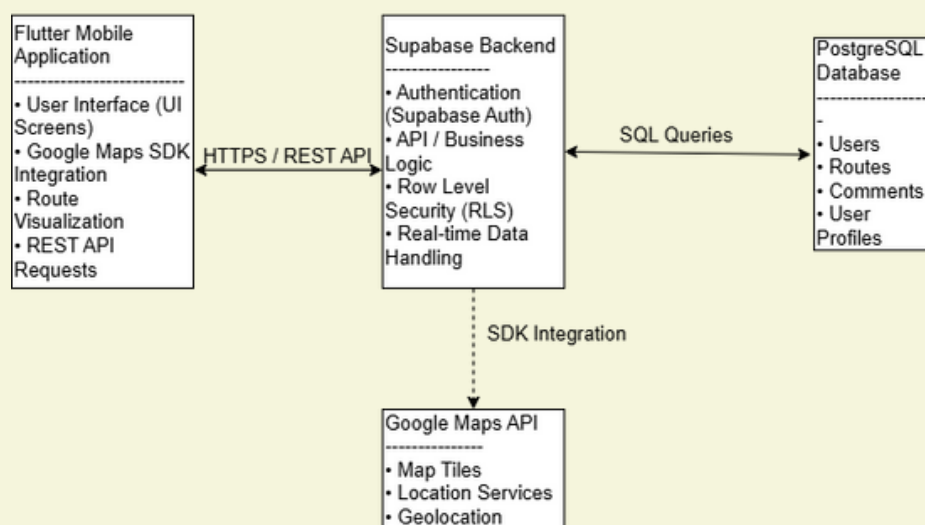 Flutter Mobile
Application
-------------------------
• User Interface (UI
Screens)
• Google Maps SDK
Integration
• Route
Visualization
• REST API
Requests
HTTPS / REST API
Supabase Backend
---------------
• Authentication
(Supabase Auth)
• API / Business
Logic
• Row Level
Security (RLS)
• Real-time Data
Handling
SQL Queries
PostgreSQL
Database
----------------
-
• Users
• Routes
• Comments
• User
Profiles
SDK Integration
Google Maps API
--------------
• Map Tiles
• Location Services
• Geolocation